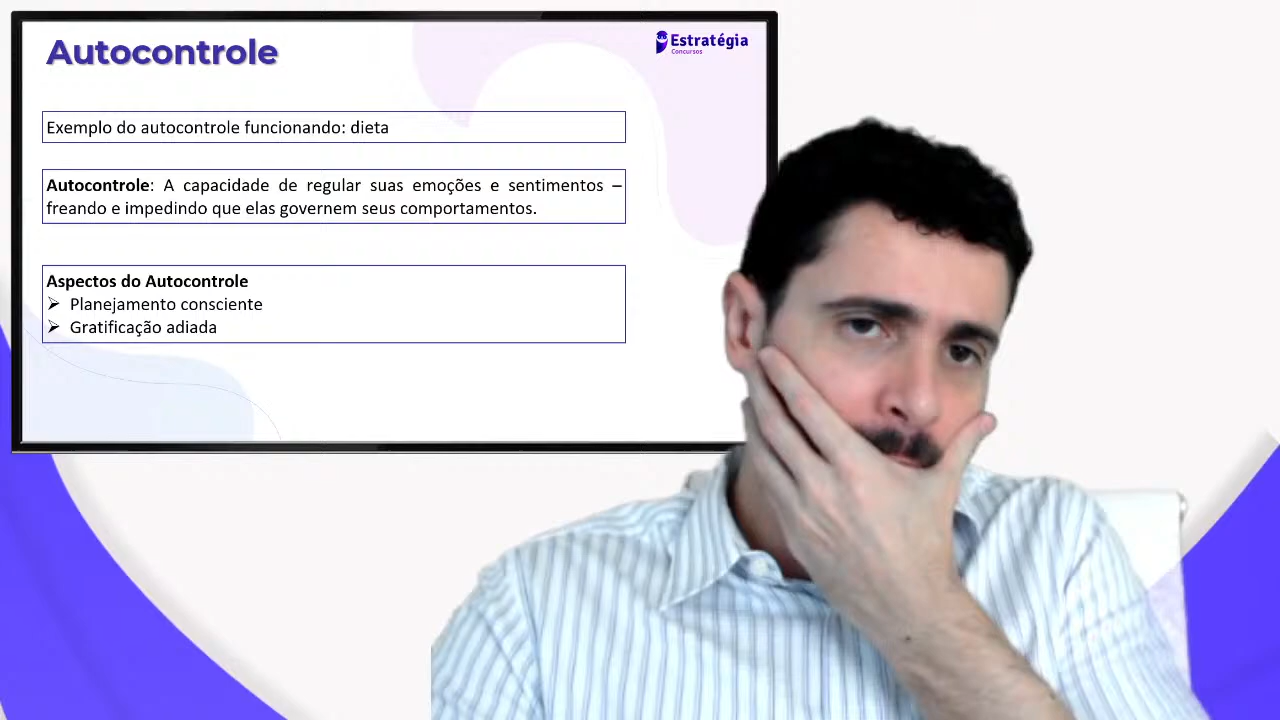 Autocontrole
Estratégia
Concursos
Exemplo do autocontrole funcionando: dieta
Autocontrole: A capacidade de regular suas emoções e sentimentos –
freando e impedindo que elas governem seus comportamentos.
Aspectos do Autocontrole
➢ Planejamento consciente
➢ Gratificação adiada